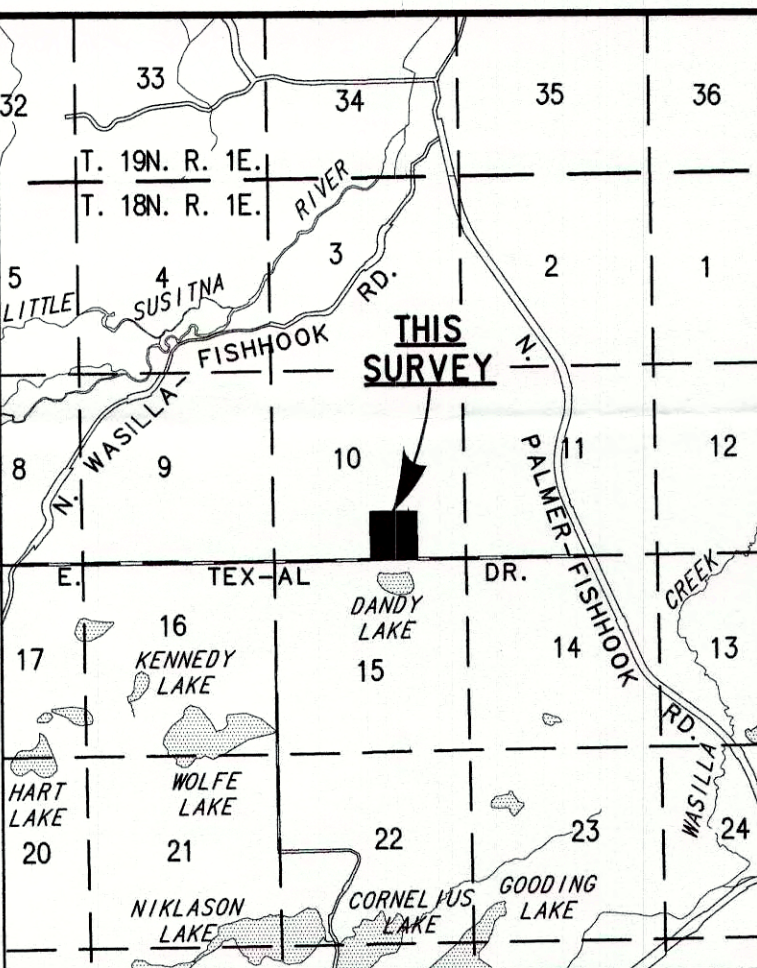 33
32
34
35
36
T. 19N. R. 1E.
T. 18N. R. 1E.
RIVER
3
5
4
2
1
LITTLE
SUSITNA
RD.
THIS
SURVEY
FISHHOOK
N.
N. WASILLA-
8
9
10
11
12
PALMER-FISHHOOK
E.
TEX-AL
DR.
CREEK
DANDY
LAKE
16
17
KENNEDY
LAKE
15
14
13
RD.
WASILLA
HART
LAKE
WOLFE
LAKE
20
21
22
23
24
NIKLASON
LAKE
CORNELIUS
LAKE
GOODING
LAKE